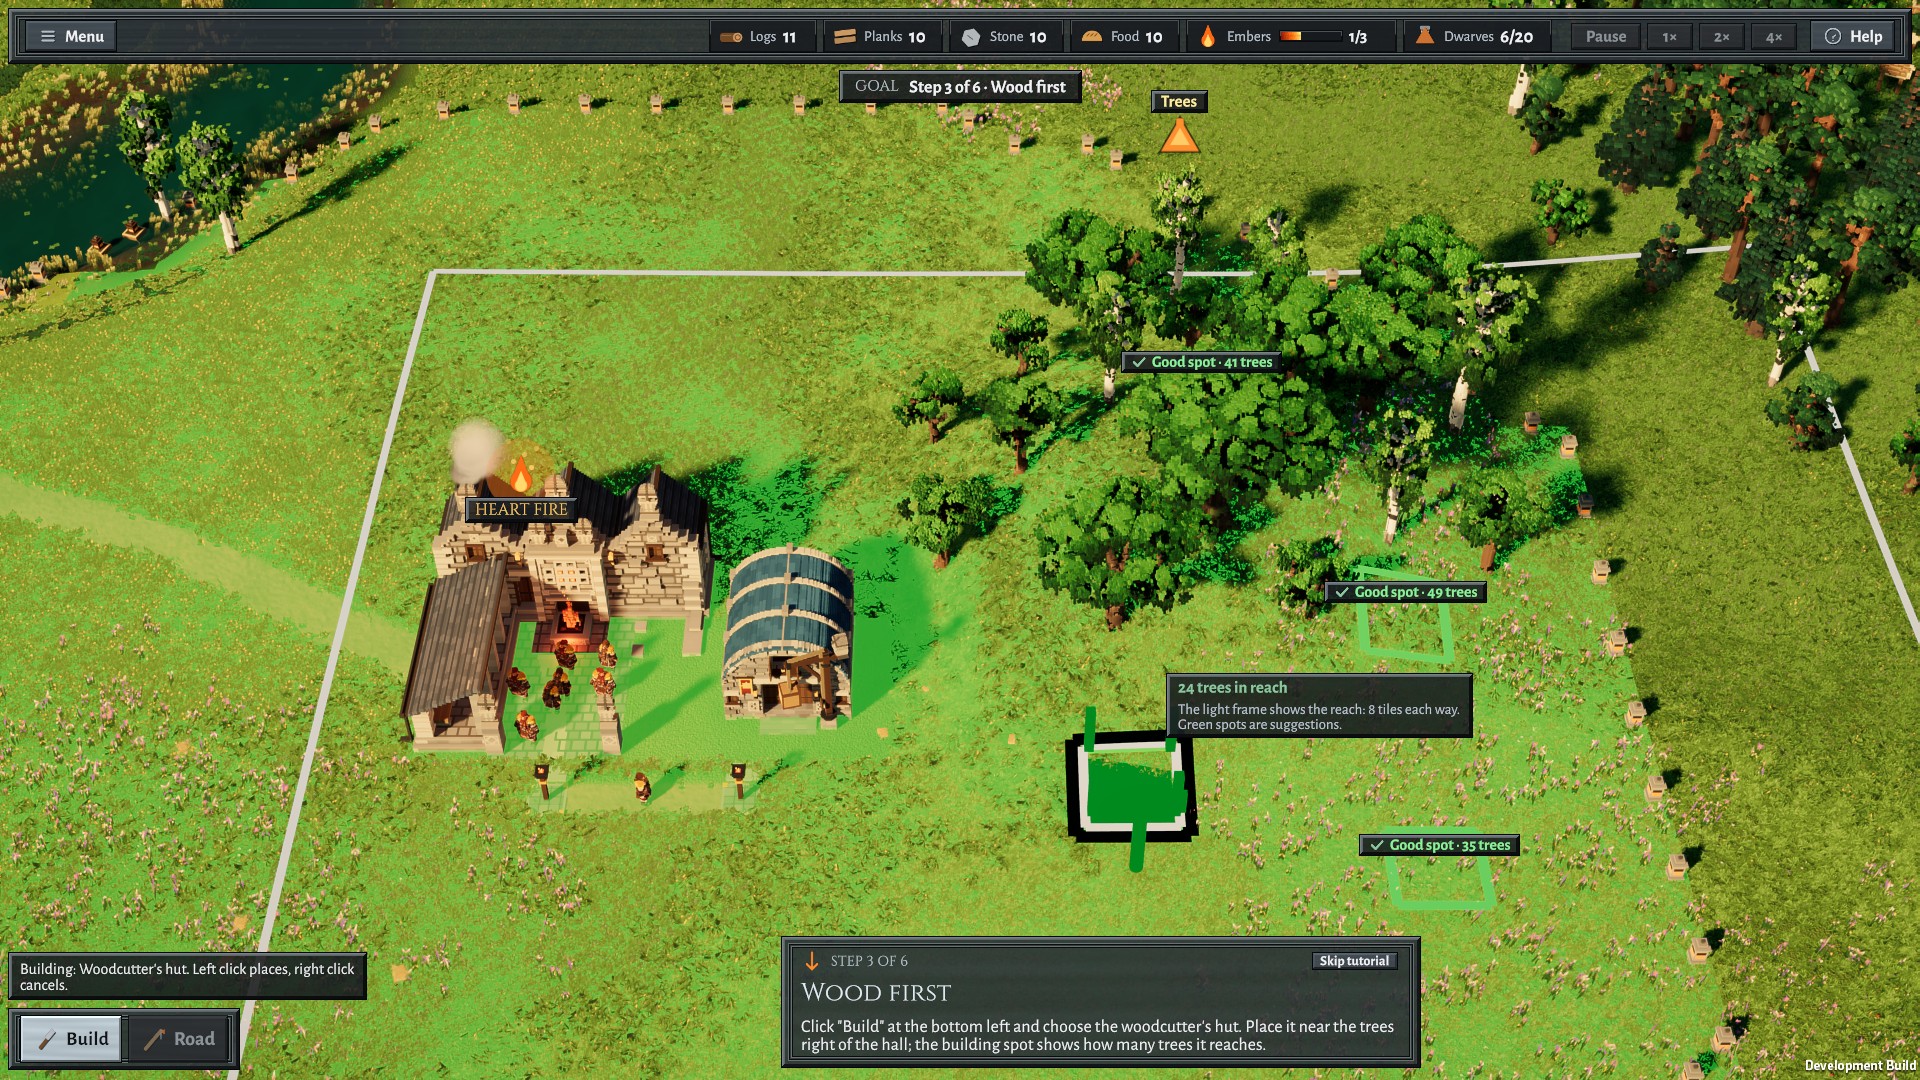 Menu
Logs 11
Planks 10
Stone 10
Food 10
Embers 1/3
Dwarves 6/20
Pause
1×
2×
4×
Help
GOAL Step 3 of 6 · Wood first
Trees
Good spot · 41 trees
HEART FIRE
Good spot · 49 trees
24 trees in reach
The light frame shows the reach: 8 tiles each way.
Green spots are suggestions.
Good spot · 35 trees
Building: Woodcutter's hut. Left click places, right click
cancels.
Build
Road
STEP 3 OF 6
Skip tutorial
WOOD FIRST
Click "Build" at the bottom left and choose the woodcutter's hut. Place it near the trees
right of the hall; the building spot shows how many trees it reaches.
Development Build